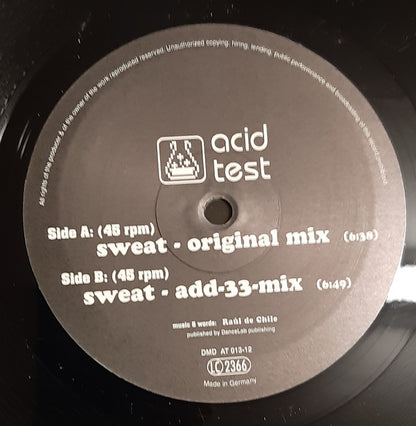 All rights of the producer & of the owner of the work reproduced reserved. Unauthorized copying, hiring, lending, public performance and broadcasting of this Record prohibited
acid
test
Side A: (45 rpm)
sweat - original mix (6:38)
Side B: (45 rpm)
sweat - add-33-mix (6:49)
music & words: Raúl de Chile
published by DanceLab publishing
DMD AT 013-12
LC 2366
Made in Germany